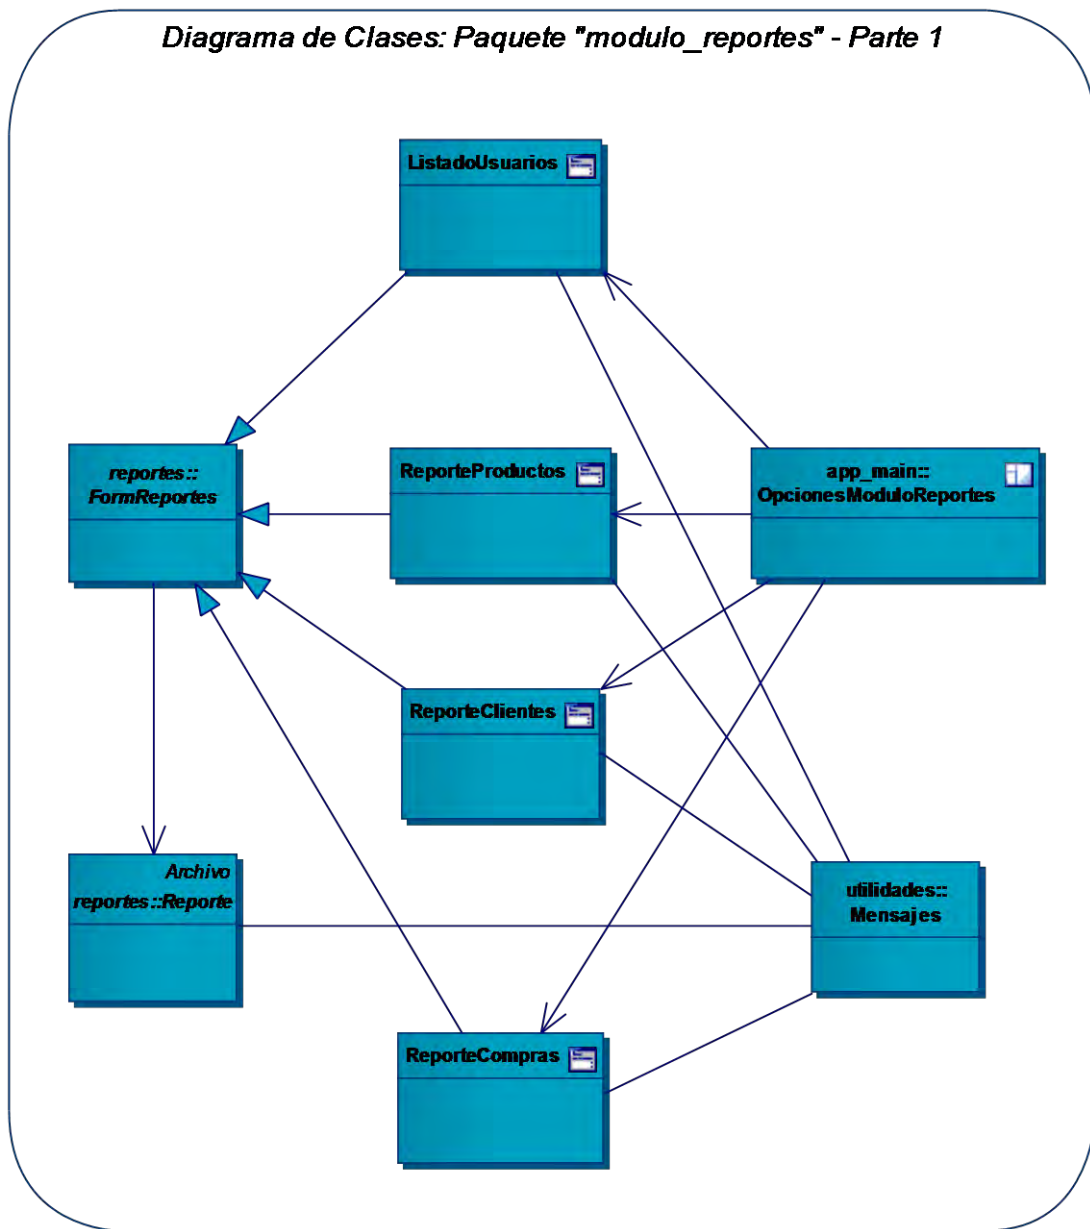 Diagrama de Clases: Paquete "modulo_reportes" - Parte 1
ListadoUsuarios
reportes::
FormReportes
ReporteProductos
app_main::
OpcionesModuloReportes
ReporteClientes
Archivo
reportes::Reporte
utilidades::
Mensajes
ReporteCompras